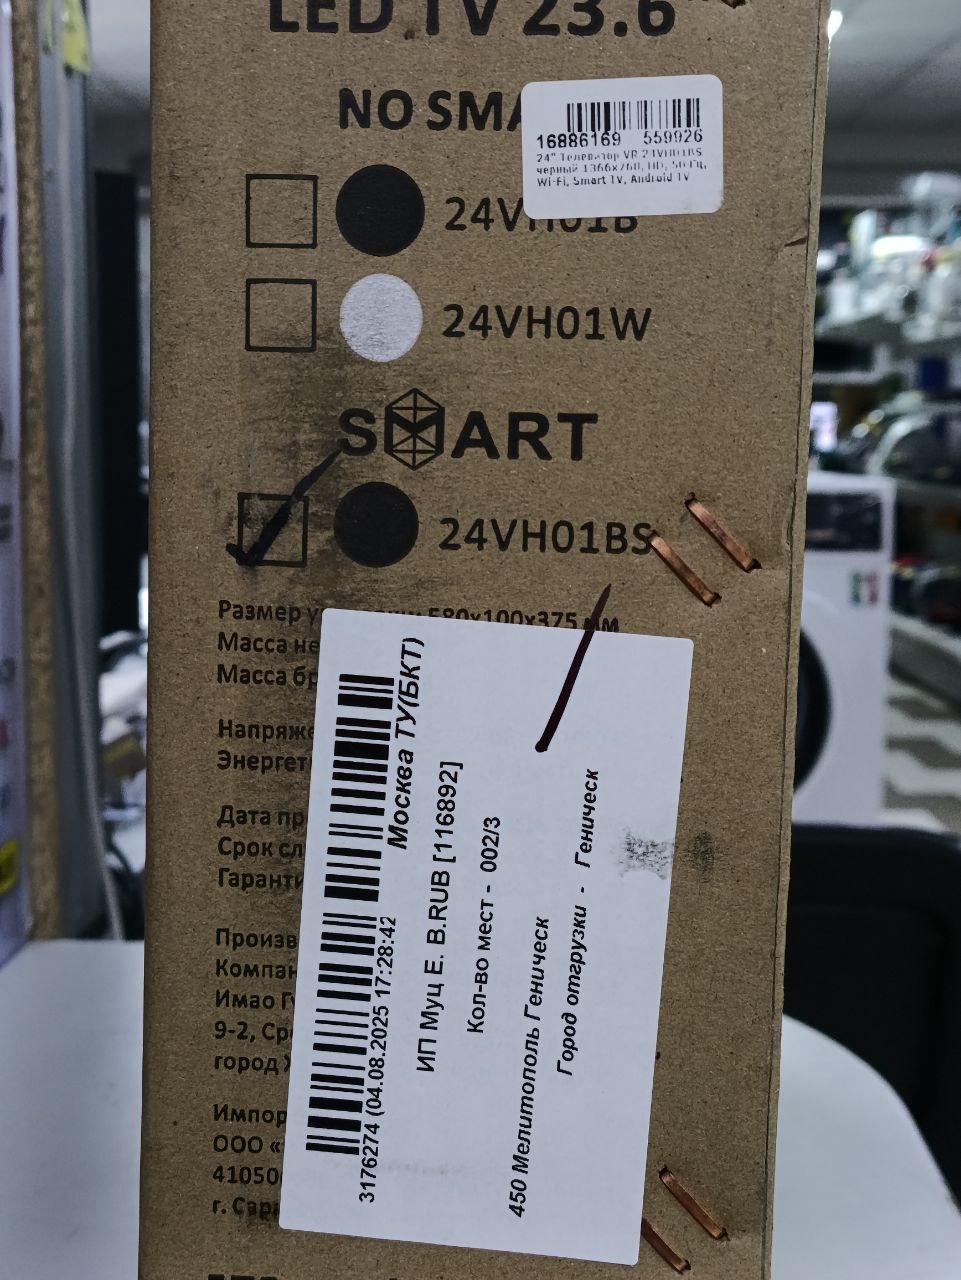 LED TV 23.6"
NO SMA
16886169 559926
24" Телевизор VR 24VH01BS
черный 1366x768, HD, 50 Гц,
Wi-Fi, Smart TV, Android TV
24VH01B
24VH01W
SMART
24VH01BS
Размер 580x100x375 мм
Масса не
Масса бр
Напряже
Энергет
Дата пр
Срок сл
Гаранти
Произв
Компан
Имао Г
9-2, Ср
город
Импор
ООО «
41050
г. Сара
3176274 (04.08.2025 17:28:42
Москва ТУ(БКТ)
ИП Муц Е. В.RUB [116892]
Кол-во мест - 002/3
450 Мелитополь Геническ
Город отгрузки - Геническ